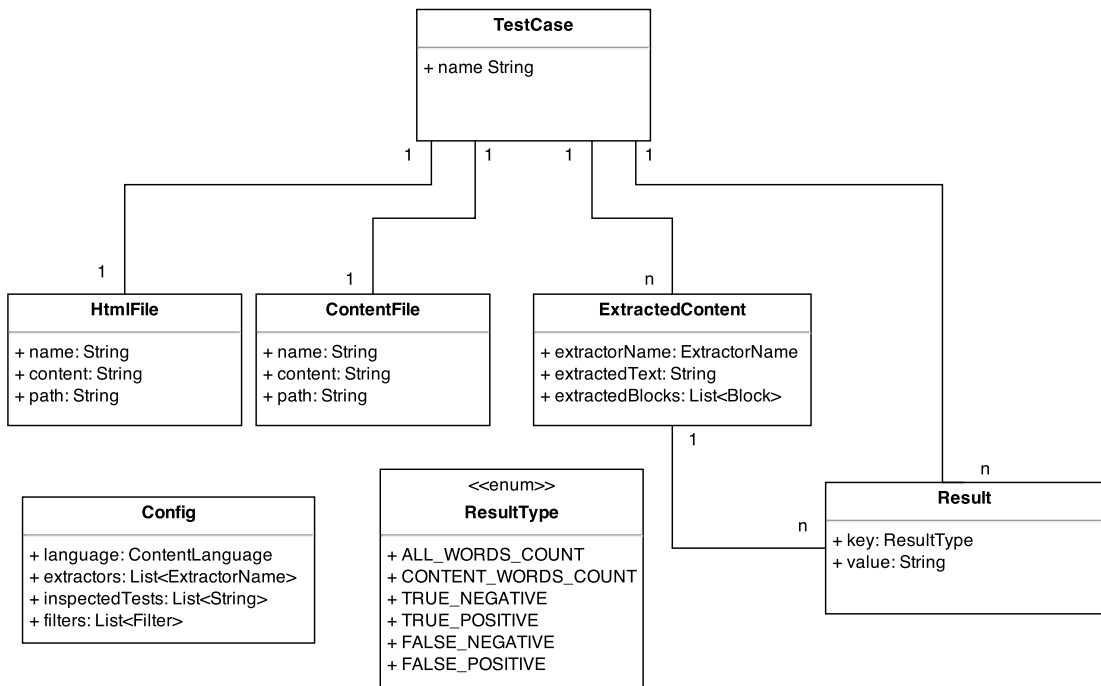 TestCase
+ name String
1
1
1
1
1
1
n
HtmlFile
+ name: String
+ content: String
+ path: String
ContentFile
+ name: String
+ content: String
+ path: String
ExtractedContent
+ extractorName: ExtractorName
+ extractedText: String
+ extractedBlocks: List<Block>
1
n
n
Config
+ language: ContentLanguage
+ extractors: List<ExtractorName>
+ inspectedTests: List<String>
+ filters: List<Filter>
<<enum>>
ResultType
+ ALL_WORDS_COUNT
+ CONTENT_WORDS_COUNT
+ TRUE_NEGATIVE
+ TRUE_POSITIVE
+ FALSE_NEGATIVE
+ FALSE_POSITIVE
Result
+ key: ResultType
+ value: String